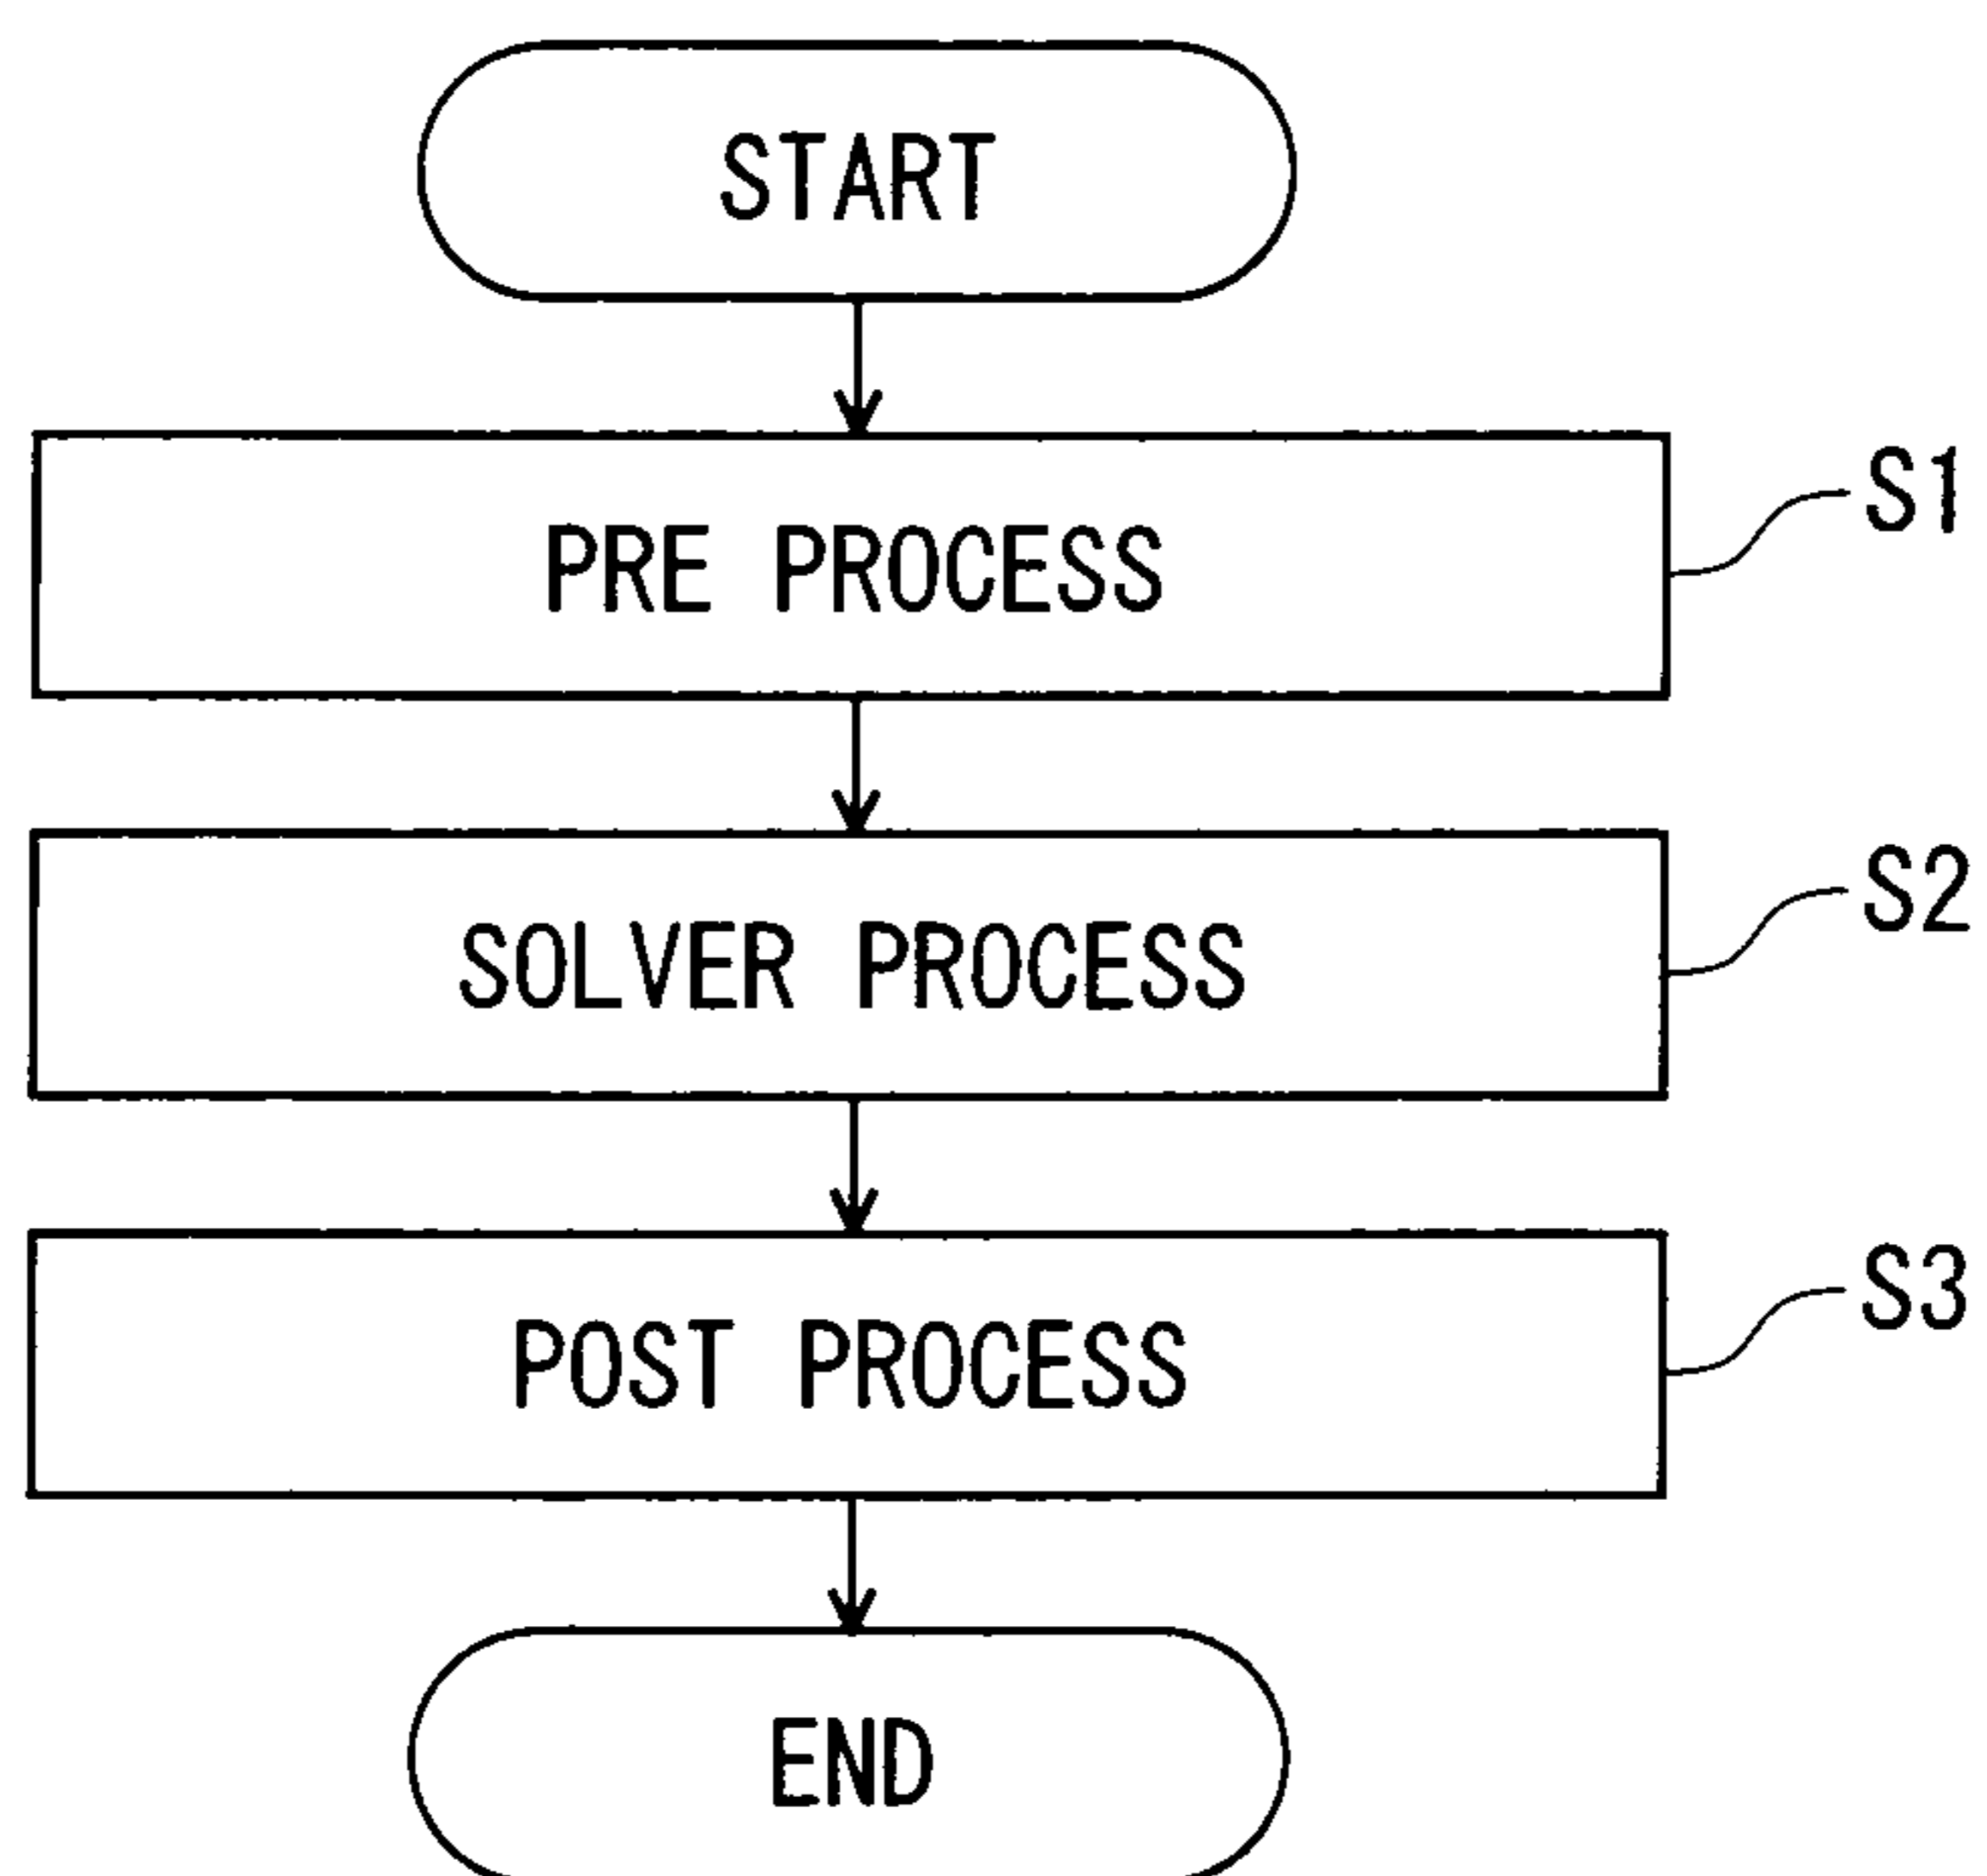 START
PRE PROCESS
S1
SOLVER PROCESS
S2
POST PROCESS
S3
END